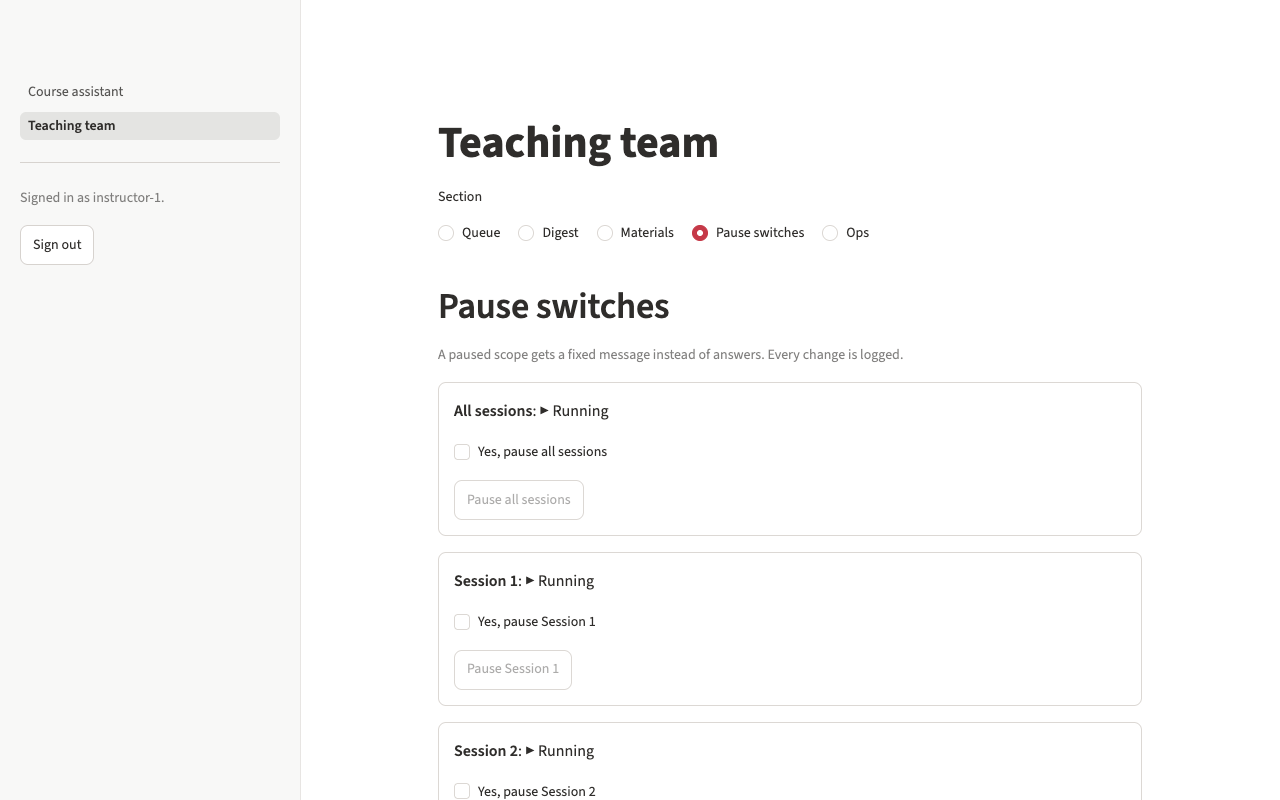 Course assistant
Teaching team
Signed in as instructor-1.
Sign out
Teaching team
Section
Queue Digest Materials Pause switches Ops
Pause switches
A paused scope gets a fixed message instead of answers. Every change is logged.
All sessions: ▶ Running
Yes, pause all sessions
Pause all sessions
Session 1: ▶ Running
Yes, pause Session 1
Pause Session 1
Session 2: ▶ Running
Yes, pause Session 2